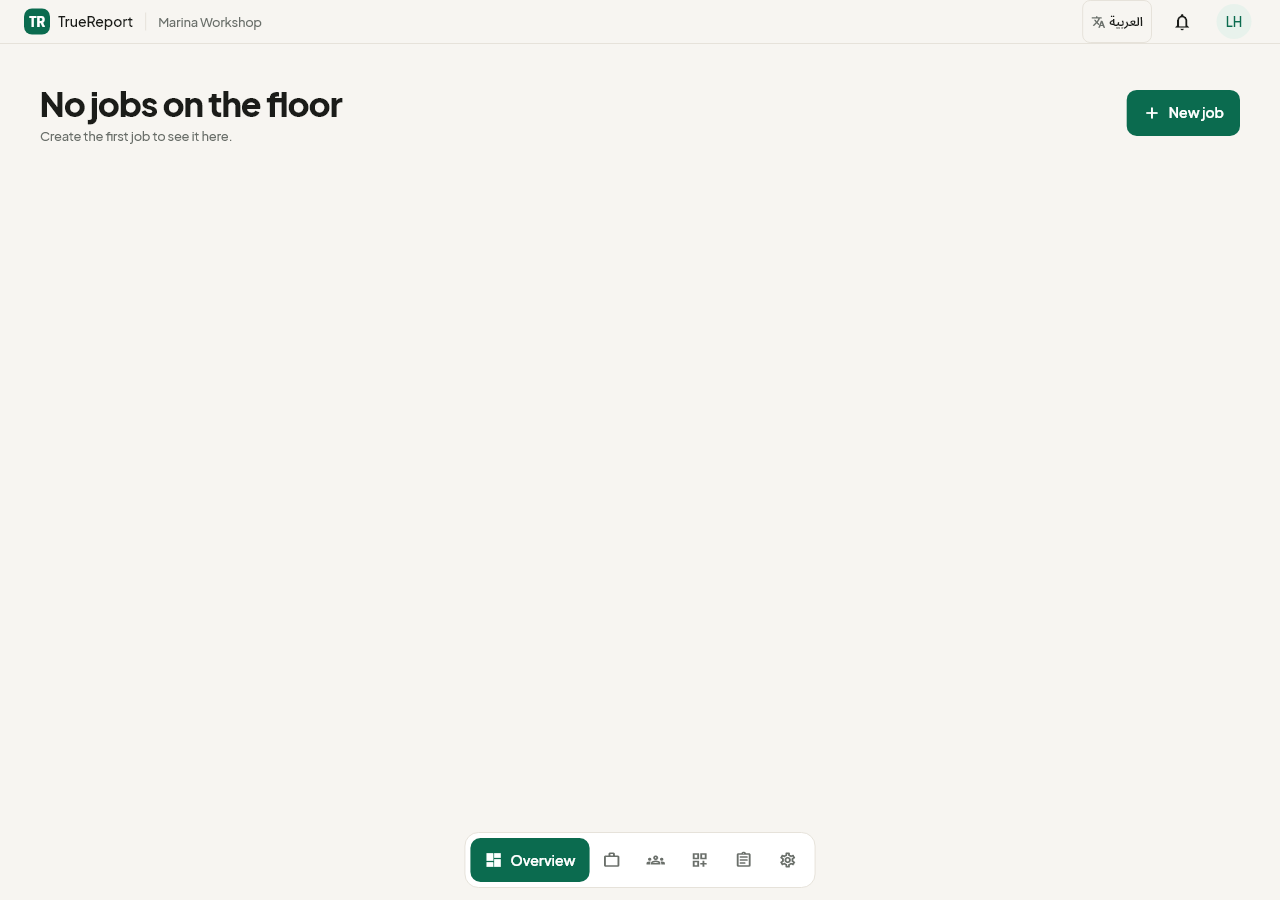 TR TrueReport Marina Workshop العربية LH
No jobs on the floor
Create the first job to see it here.
New job
Overview